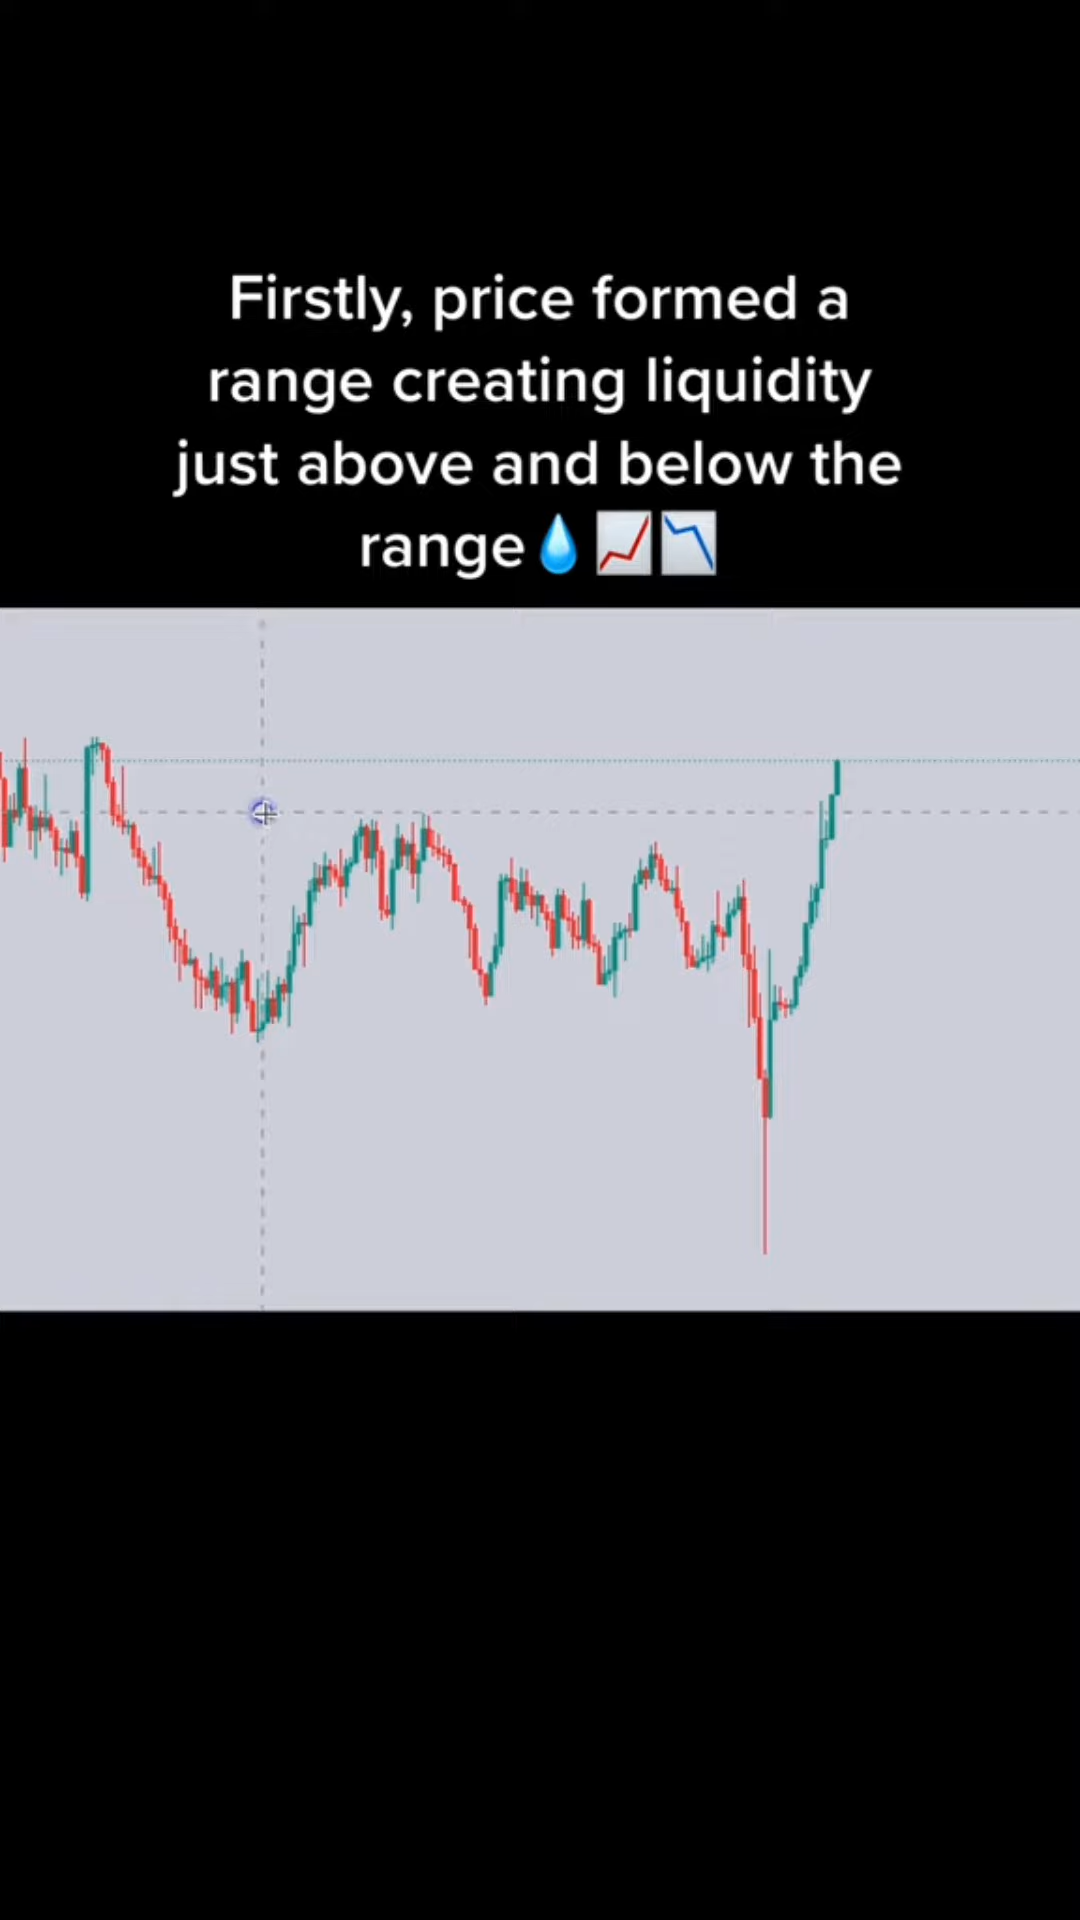 Firstly, price formed a
range creating liquidity
just above and below the
range💧📈📉